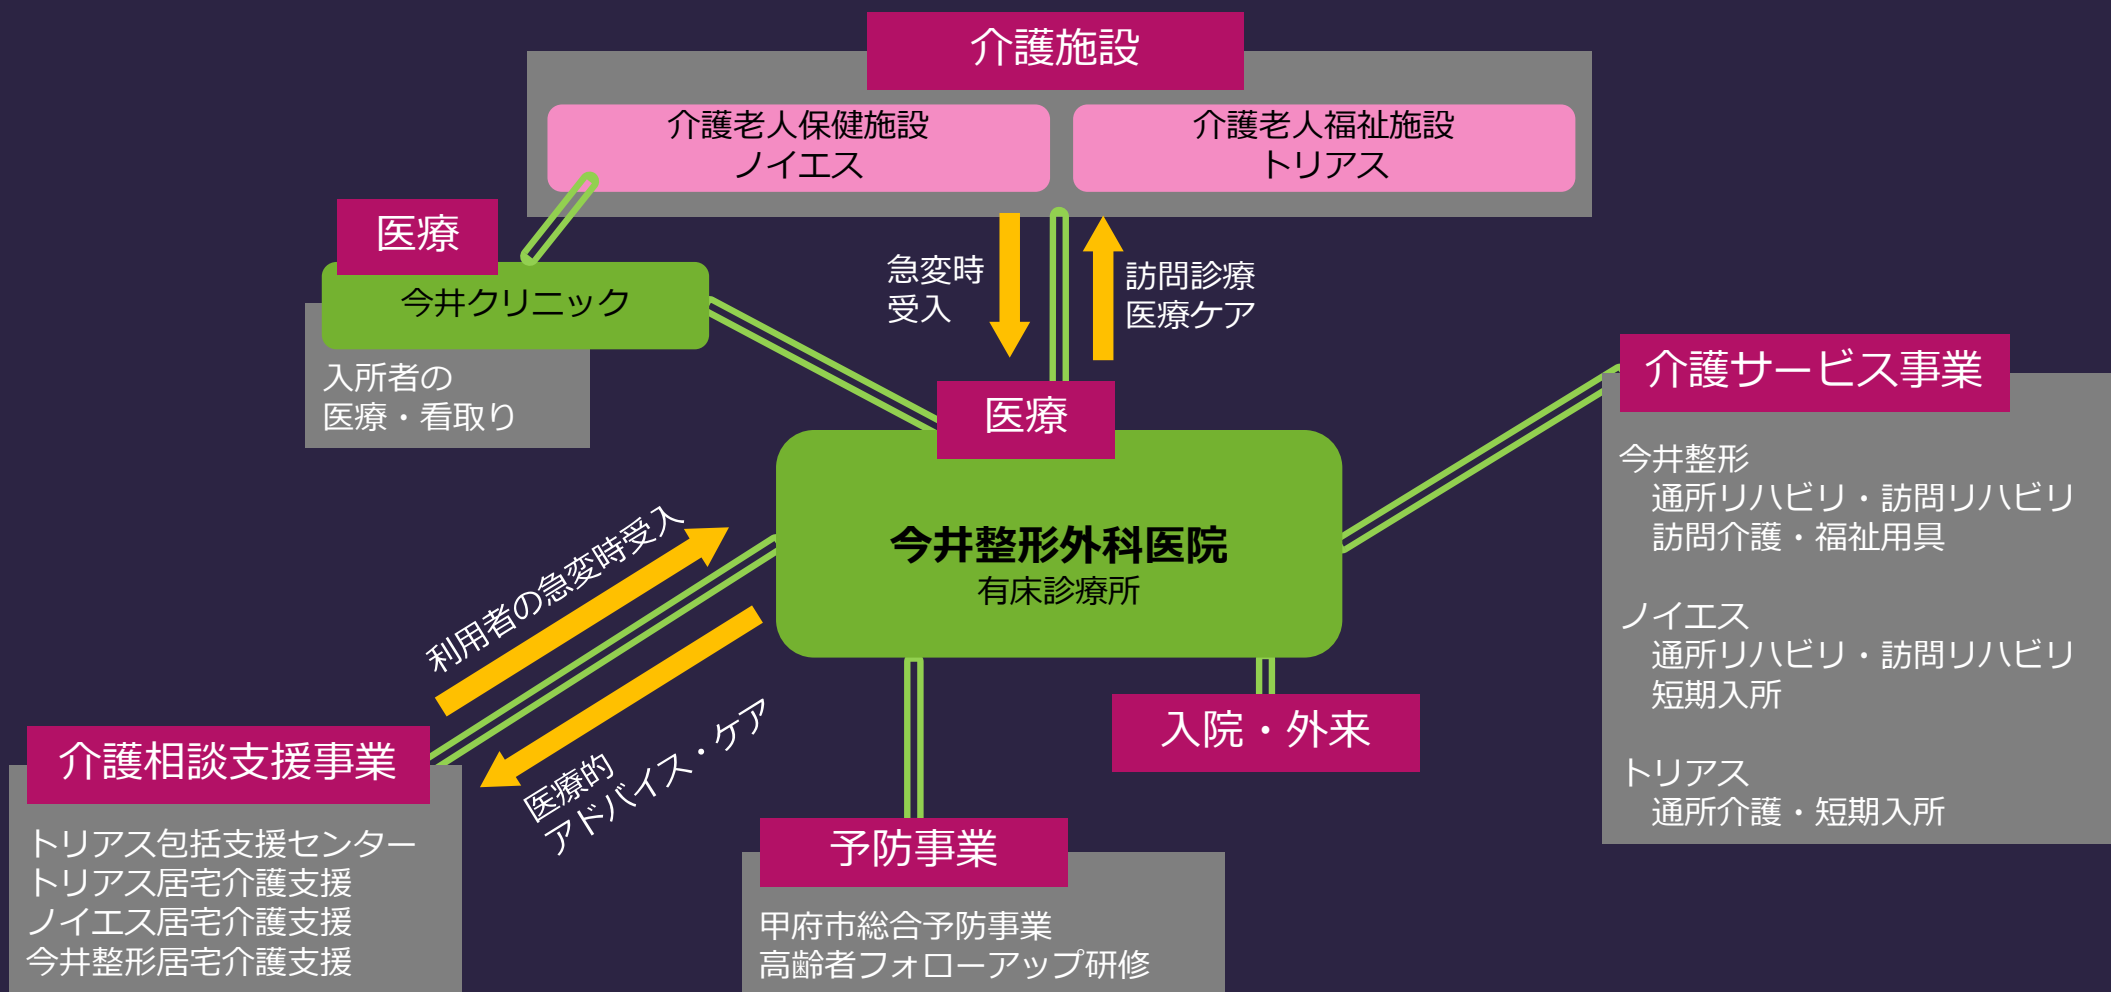 介護施設
介護老人保健施設
ノイエス
介護老人福祉施設
トリアス
医療
今井クリニック
入所者の
医療・看取り
急変時
受入
訪問診療
医療ケア
医療
今井整形外科医院
有床診療所
介護サービス事業
今井整形
通所リハビリ・訪問リハビリ
訪問介護・福祉用具
ノイエス
通所リハビリ・訪問リハビリ
短期入所
トリアス
通所介護・短期入所
利用者の急変時受入
医療的
アドバイス・ケア
介護相談支援事業
トリアス包括支援センター
トリアス居宅介護支援
ノイエス居宅介護支援
今井整形居宅介護支援
入院・外来
予防事業
甲府市総合予防事業
高齢者フォローアップ研修